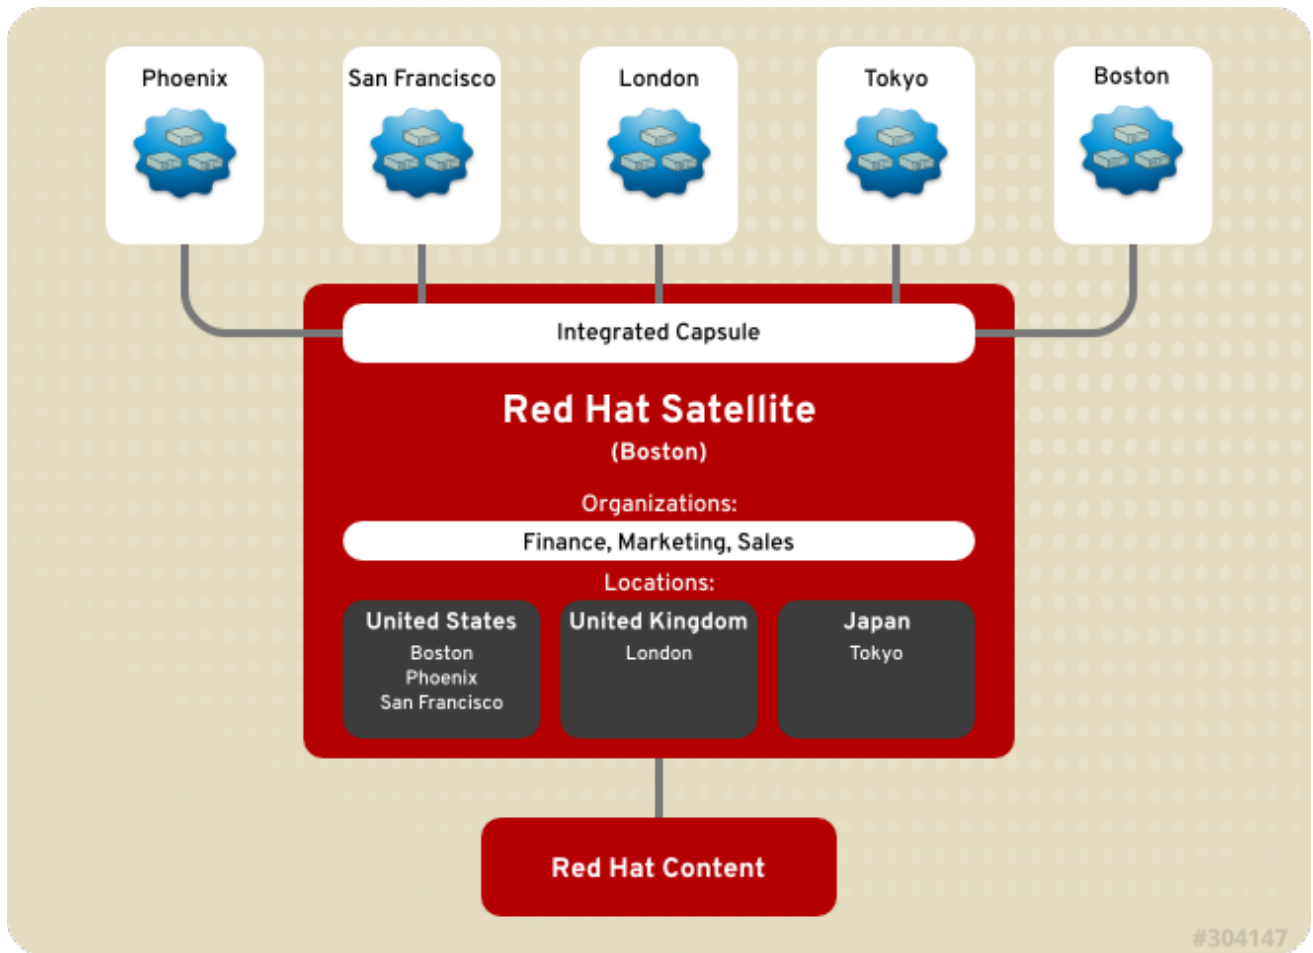 Phoenix
San Francisco
London
Tokyo
Boston
Integrated Capsule
Red Hat Satellite
(Boston)
Organizations:
Finance, Marketing, Sales
Locations:
United States
Boston
Phoenix
San Francisco
United Kingdom
London
Japan
Tokyo
Red Hat Content
#304147